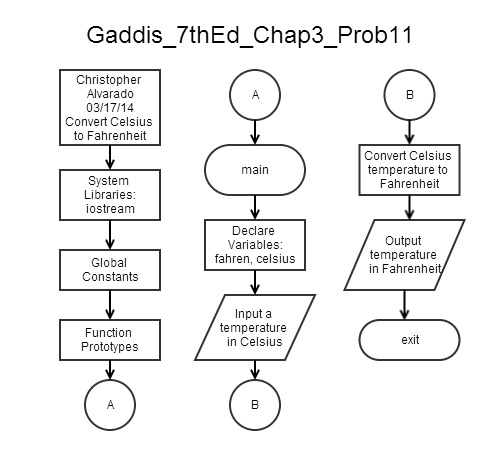 Gaddis_7thEd_Chap3_Prob11
Christopher
Alvarado
03/17/14
Convert Celsius
to Fahrenheit
System
Libraries:
iostream
Global
Constants
Function
Prototypes
A
A
main
Declare
Variables:
fahren, celsius
Input a
temperature
in Celsius
B
B
Convert Celsius
temperature to
Fahrenheit
Output
temperature
in Fahrenheit
exit